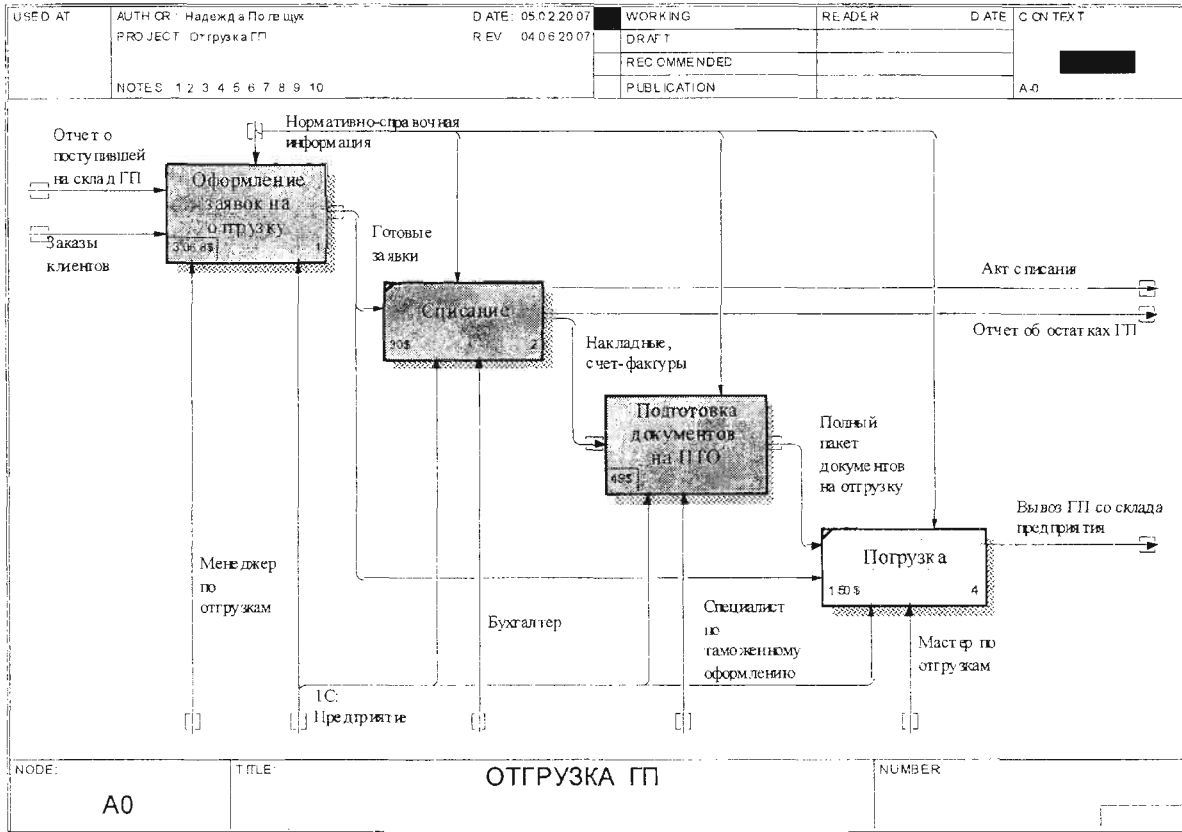 USED AT
AUTHOR: Надежда Полещук
DATE: 05.02.2007
WORKING
READER
DATE
CONTEXT
PROJECT: Отгрузка ГП
REV: 04.06.2007
DRAFT
RECOMMENDED
NOTES: 1 2 3 4 5 6 7 8 9 10
PUBLICATION
A-0
Отчет о
поступившей
на склад ГП
Нормативно-справочная
информация
Оформление
заявок на
отгрузку
1
Заказы
клиентов
Готовые
заявки
Акт списания
Списание
90$
2
Отчет об остатках ГП
Накладные,
счет-фактуры
Подготовка
документов
на ПТО
49$
Полный
пакет
документов
на отгрузку
Вывоз ГП со склада
предприятия
Погрузка
150$
4
Менеджер
по
отгрузкам
Бухгалтер
Специалист
по
таможенному
оформлению
Мастер по
отгрузкам
1С:
Предприятие
NODE:
A0
TITLE:
ОТГРУЗКА ГП
NUMBER: